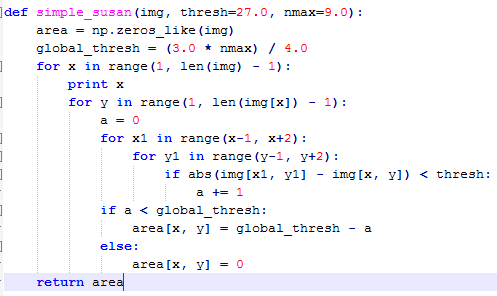 def simple_susan(img, thresh=27.0, nmax=9.0):
    area = np.zeros_like(img)
    global_thresh = (3.0 * nmax) / 4.0
    for x in range(1, len(img) - 1):
        print x
        for y in range(1, len(img[x]) - 1):
            a = 0
            for x1 in range(x-1, x+2):
                for y1 in range(y-1, y+2):
                    if abs(img[x1, y1] - img[x, y]) < thresh:
                        a += 1
            if a < global_thresh:
                area[x, y] = global_thresh - a
            else:
                area[x, y] = 0
    return area